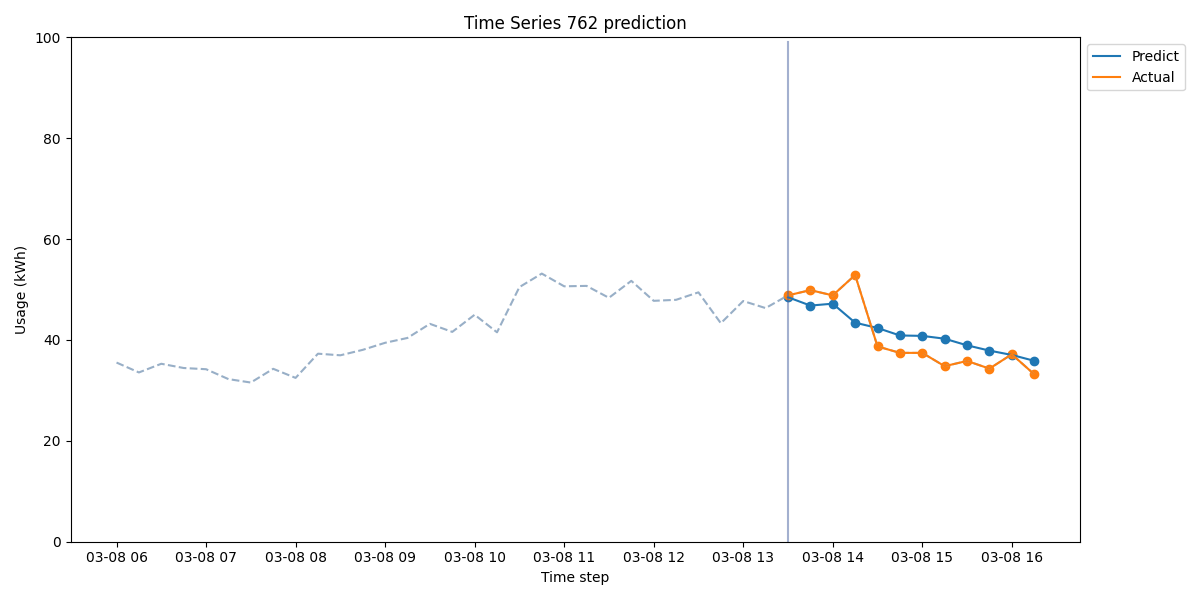 Time Series 762 prediction
100
80
60
40
20
0
Usage (kWh)
03-08 06 03-08 07 03-08 08 03-08 09 03-08 10 03-08 11 03-08 12 03-08 13 03-08 14 03-08 15 03-08 16
Time step
Predict
Actual